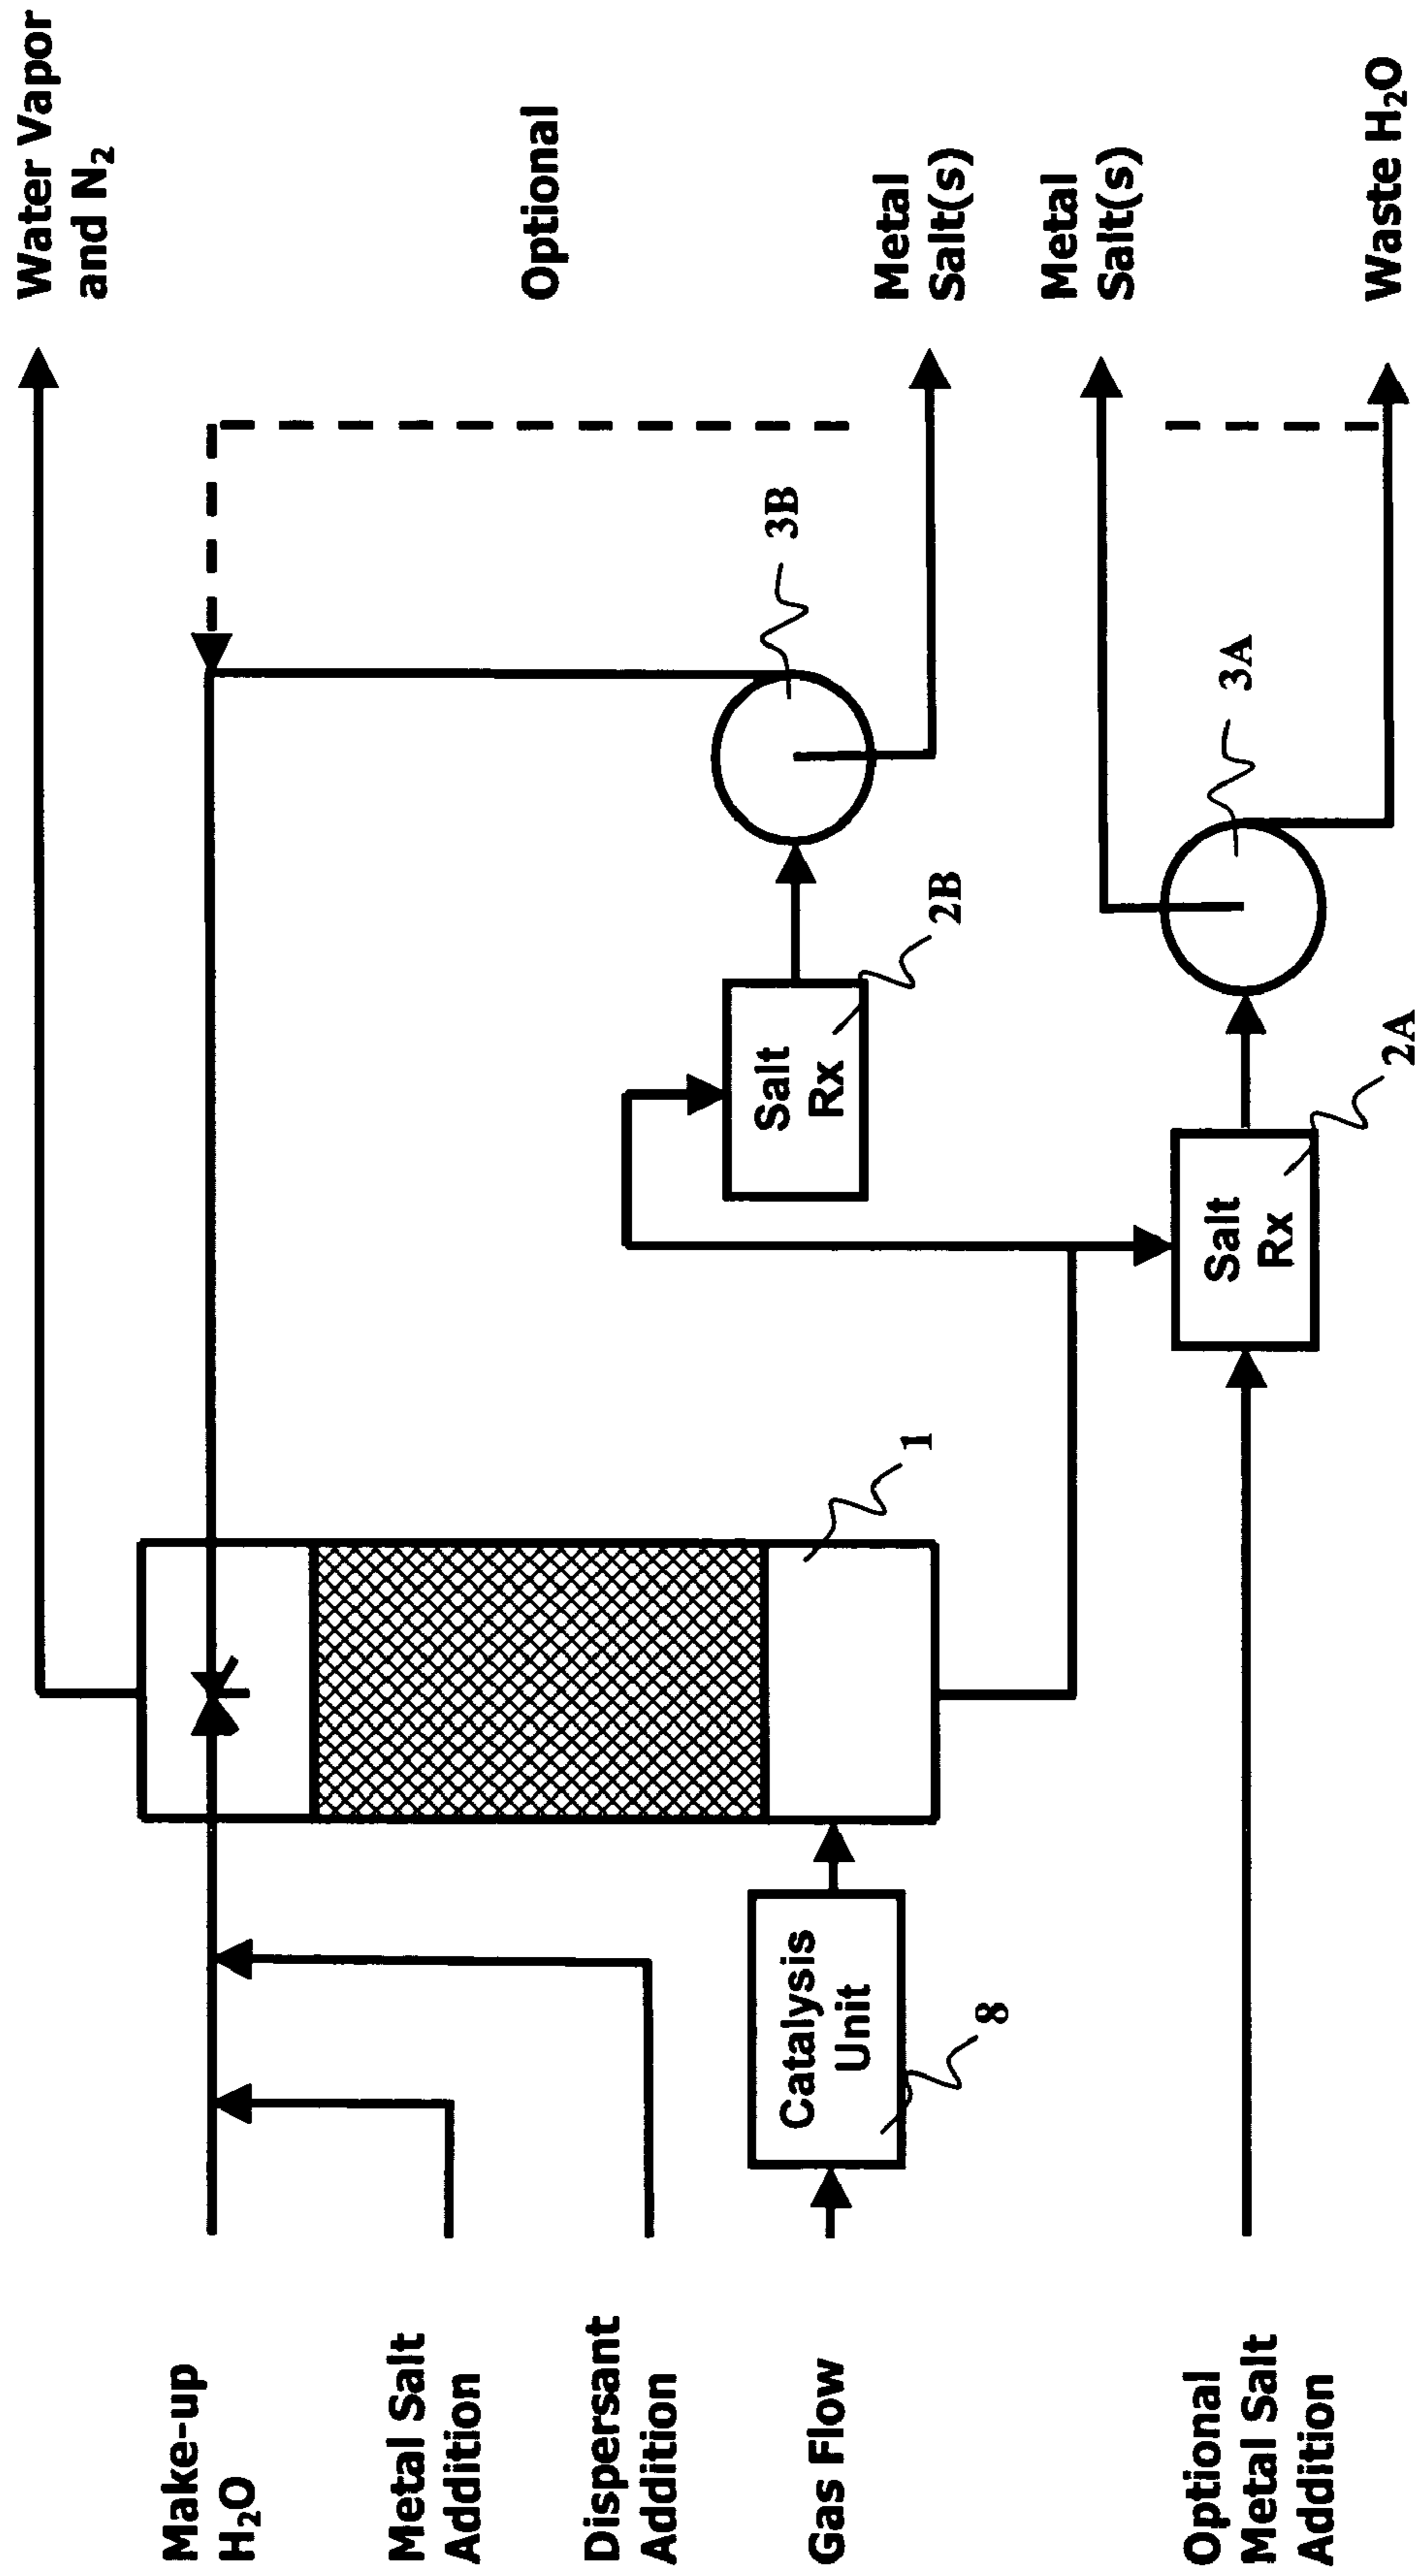 Water Vapor
and N₂
Optional
Metal
Salt(s)
Metal
Salt(s)
Waste H₂O
3B
3A
2B
2A
Salt
Rx
Salt
Rx
1
Catalysis
Unit
8
Make-up
H₂O
Metal Salt
Addition
Dispersant
Addition
Gas Flow
Optional
Metal Salt
Addition